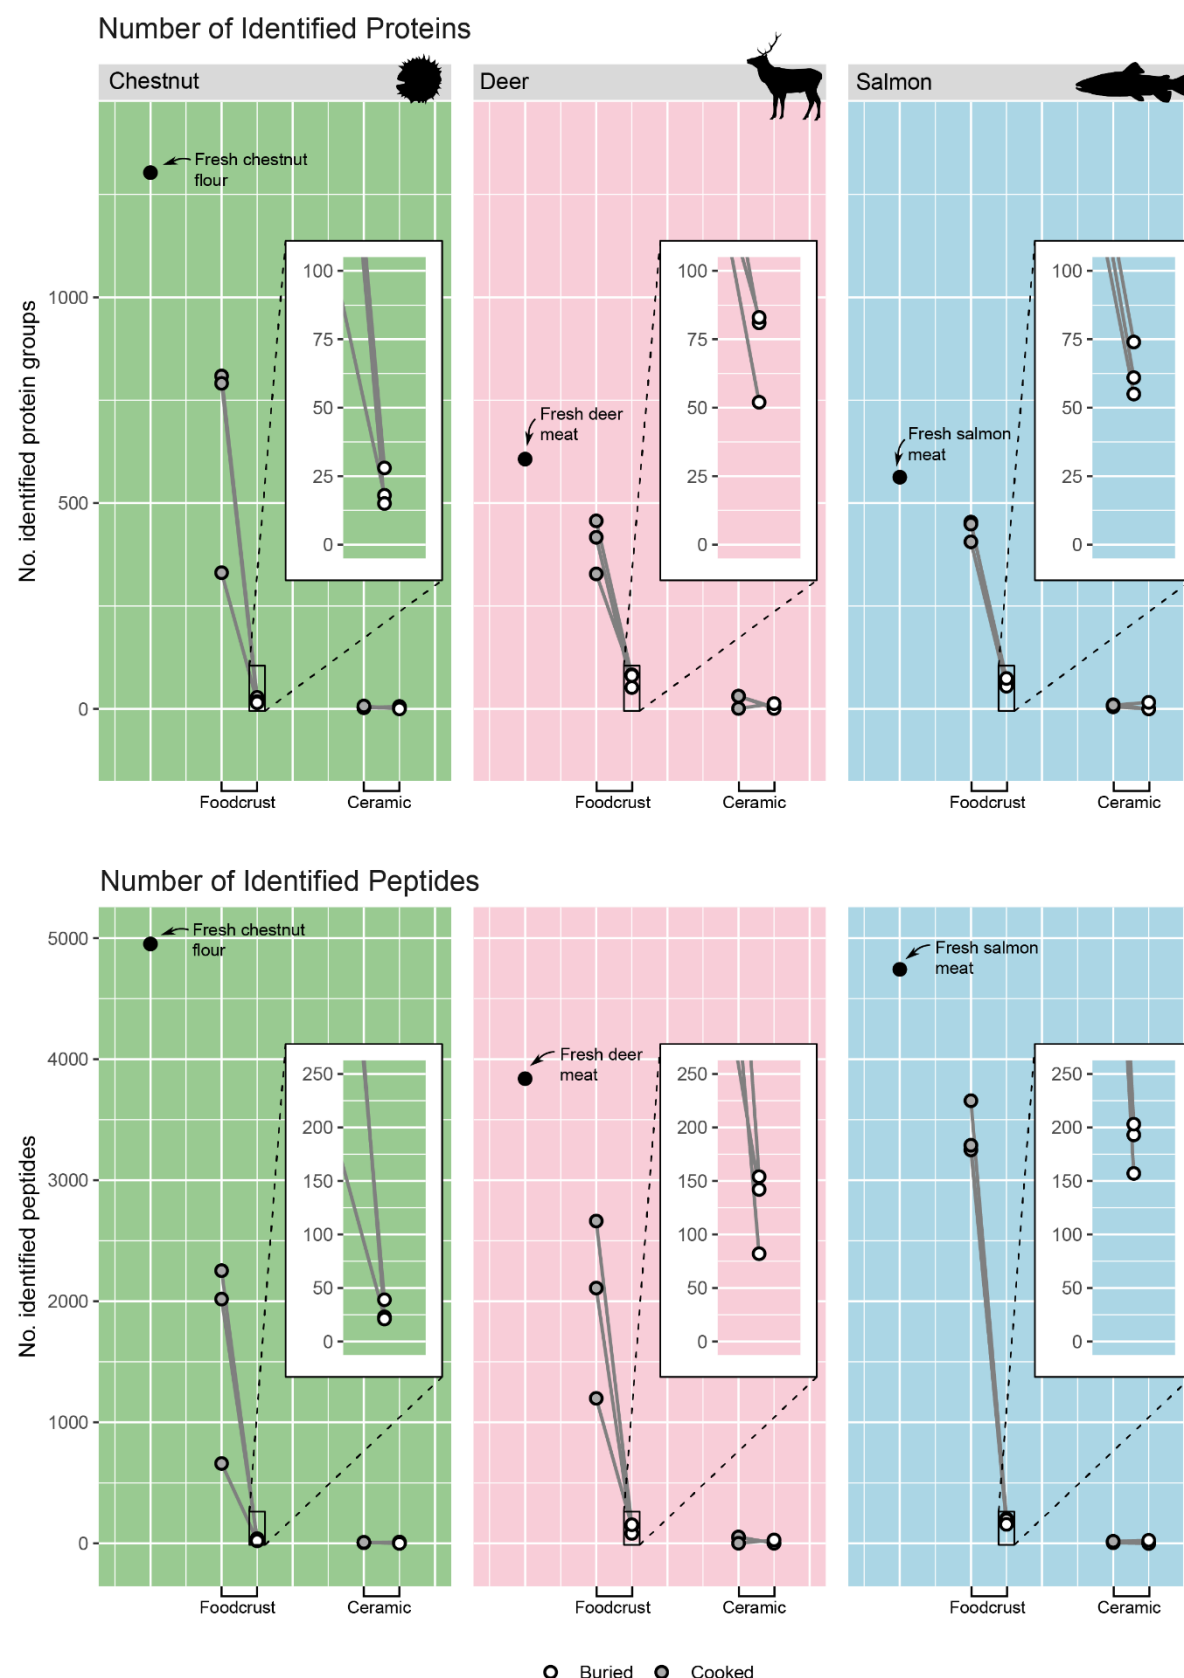 Number of Identified Proteins
Chestnut
Deer
Salmon
No. identified protein groups
1000
500
0
Fresh chestnut
flour
100
75
50
25
0
Foodcrust
Ceramic
Fresh deer
meat
100
75
50
25
0
Foodcrust
Ceramic
Fresh salmon
meat
100
75
50
25
0
Foodcrust
Ceramic
Number of Identified Peptides
No. identified peptides
5000
4000
3000
2000
1000
0
Fresh chestnut
flour
250
200
150
100
50
0
Foodcrust
Ceramic
Fresh deer
meat
250
200
150
100
50
0
Foodcrust
Ceramic
Fresh salmon
meat
250
200
150
100
50
0
Foodcrust
Ceramic
Buried Cooked